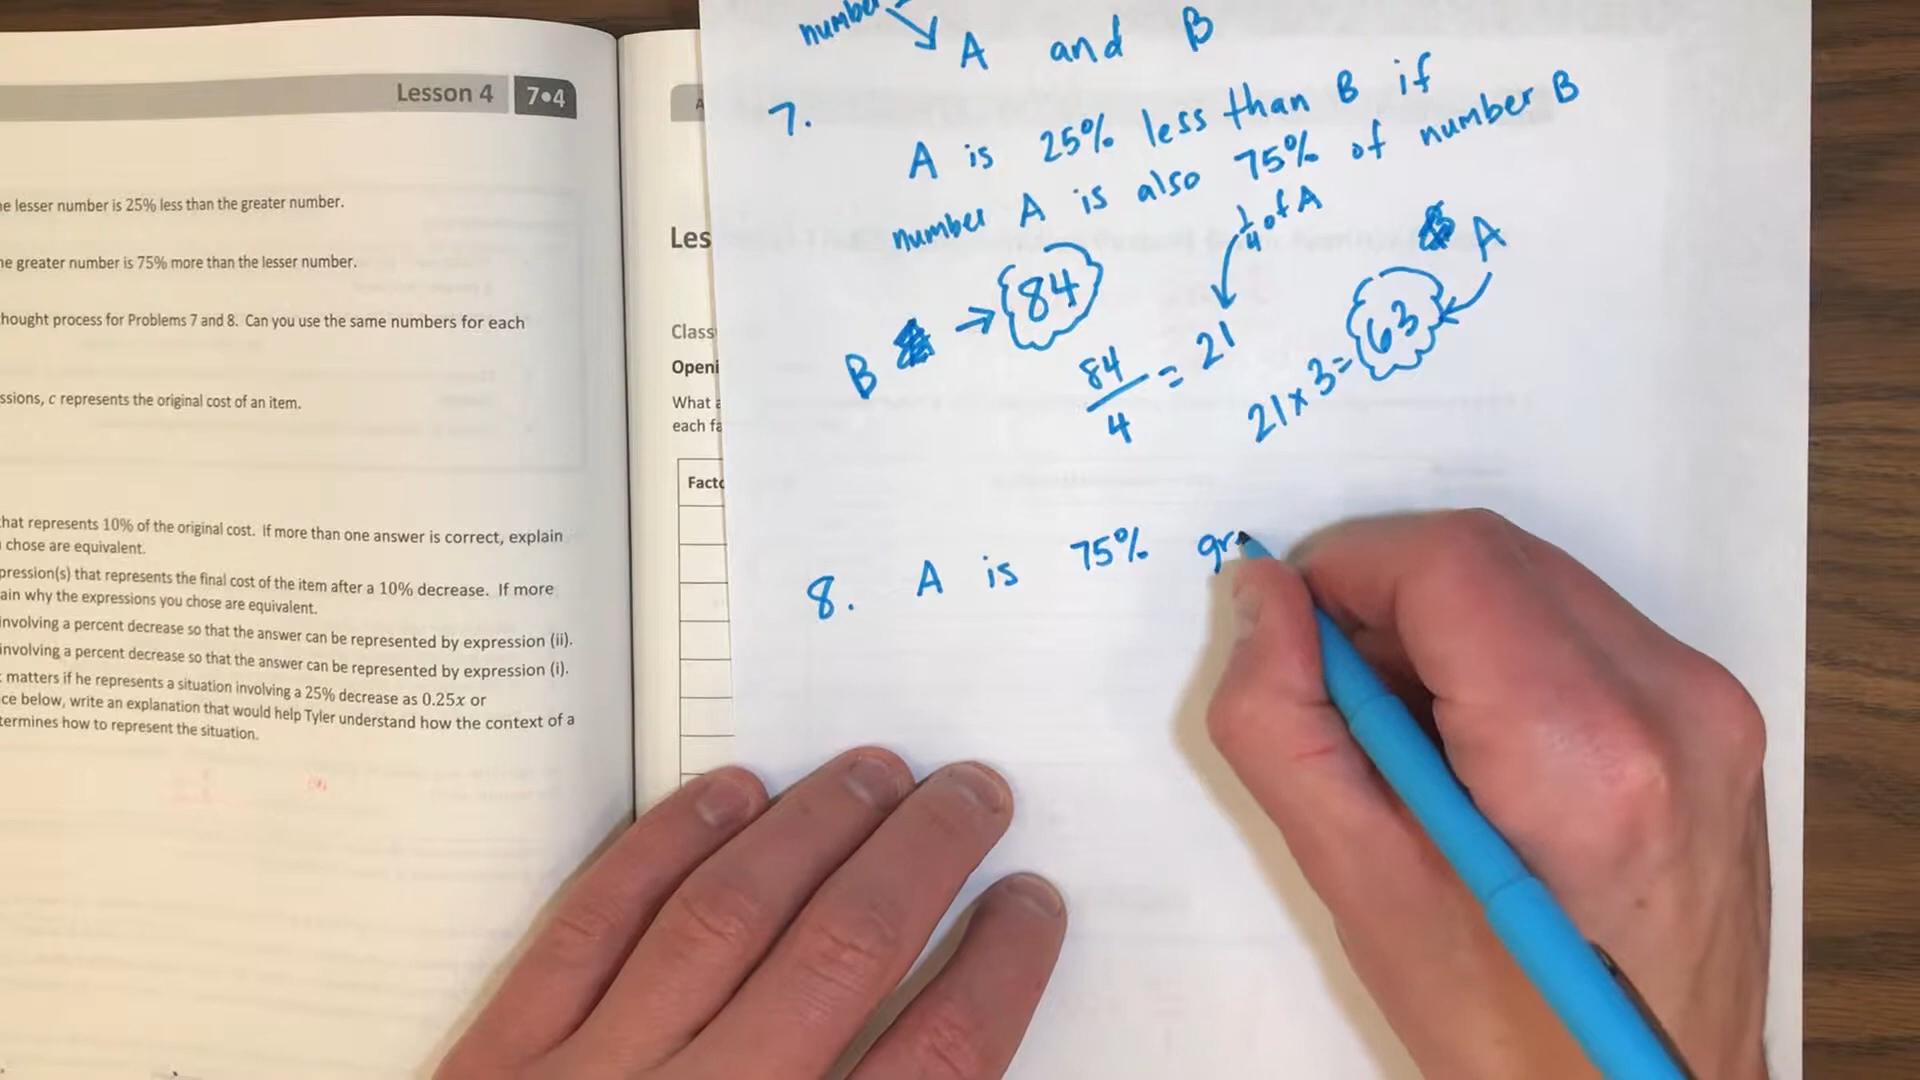 Lesson 4 7•4
e lesser number is 25% less than the greater number.
e greater number is 75% more than the lesser number.
hought process for Problems 7 and 8. Can you use the same numbers for each
ssions, c represents the original cost of an item.
hat represents 10% of the original cost. If more than one answer is correct, explain
chose are equivalent.
pression(s) that represents the final cost of the item after a 10% decrease. If more
ain why the expressions you chose are equivalent.
involving a percent decrease so that the answer can be represented by expression (ii).
involving a percent decrease so that the answer can be represented by expression (i).
matters if he represents a situation involving a 25% decrease as 0.25x or
ce below, write an explanation that would help Tyler understand how the context of a
termines how to represent the situation.
A
Les
Class
Openi
What a
each fa
Facto
number
A and B
7.
A is 25% less than B if
number A is also 75% of number B
1/4 of A
A
B → 84
84/4 = 21
21 x 3 = 63
8. A is 75% gr